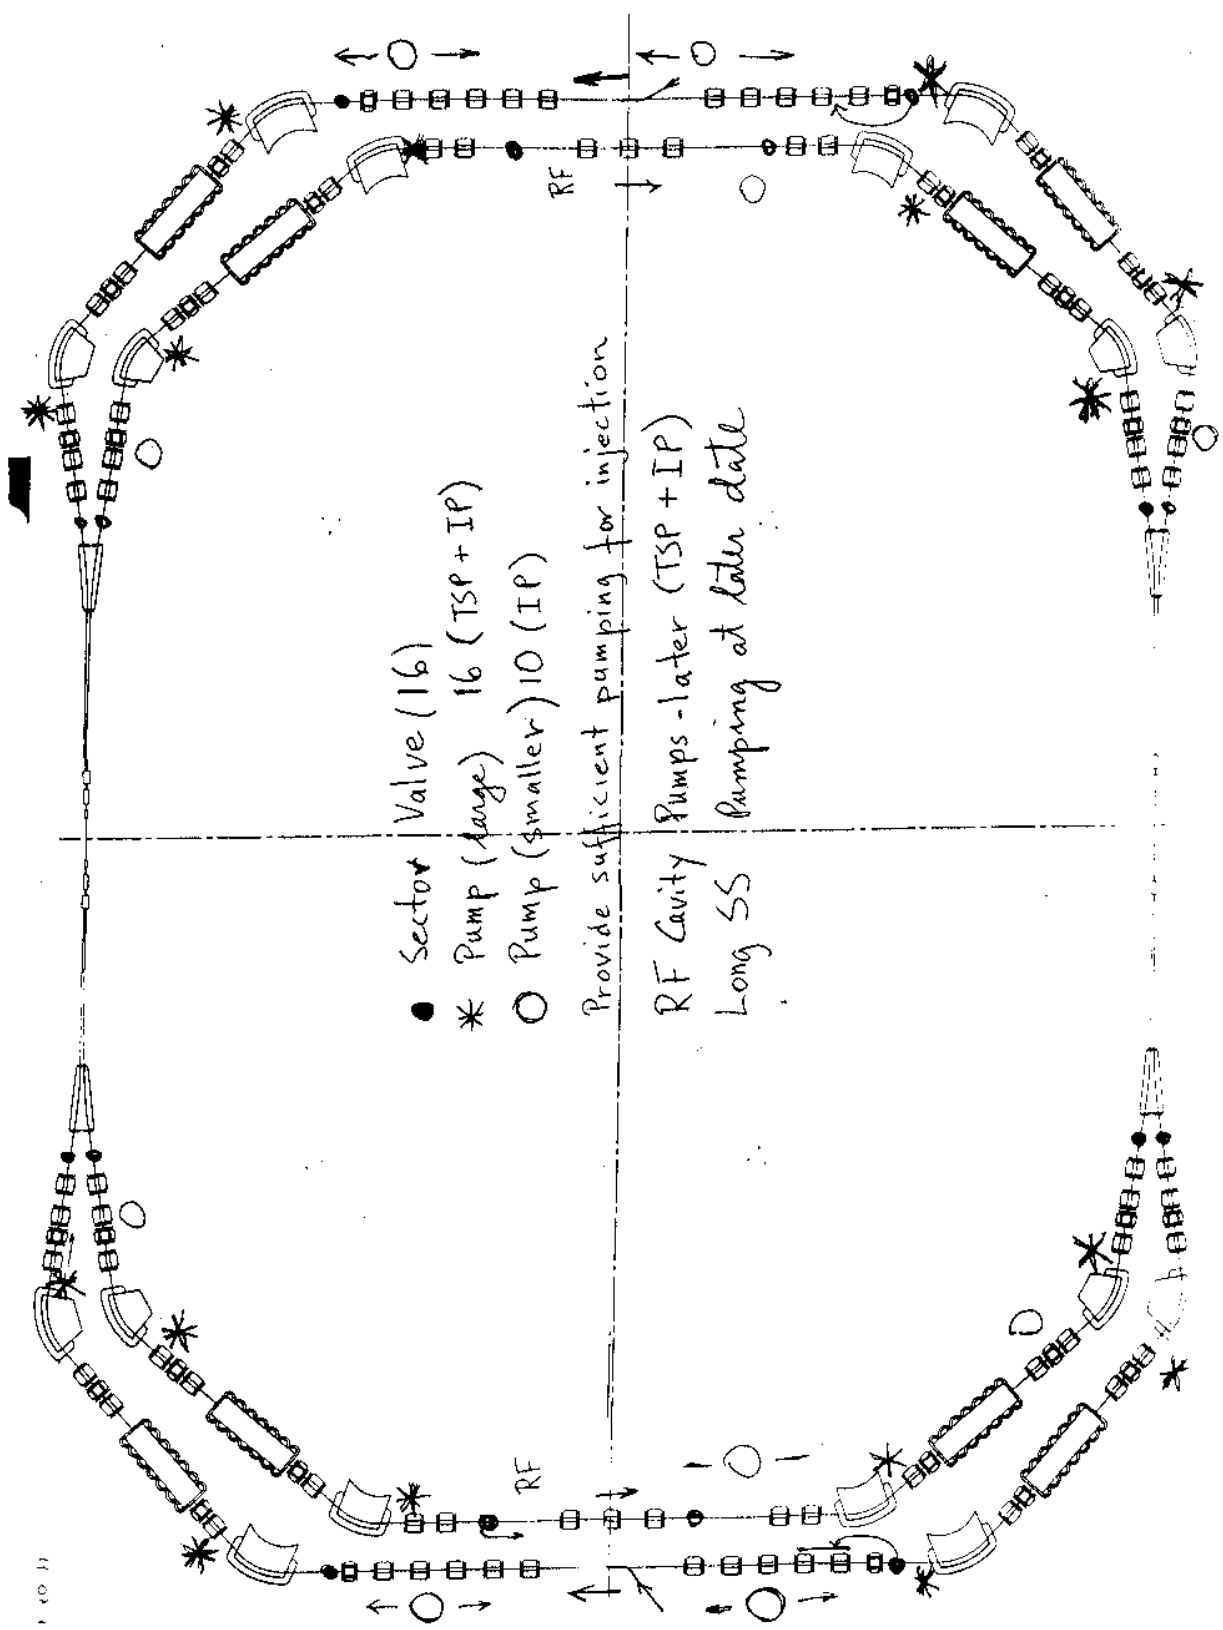 RF
● Sector Valve (16)
* Pump (large) 16 (TSP + IP)
○ Pump (smaller) 10 (IP)
Provide sufficient pumping for injection
RF Cavity Pumps - later (TSP + IP)
Long SS Pumping at later date
RF